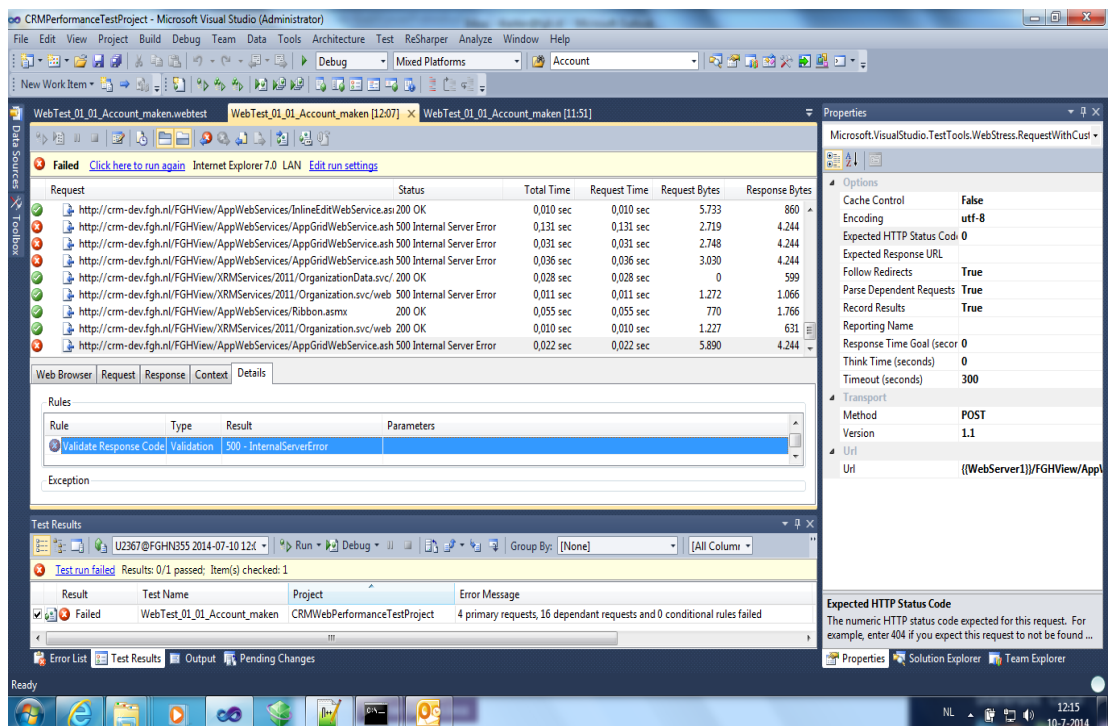 CRMPerformanceTestProject - Microsoft Visual Studio (Administrator)
File Edit View Project Build Debug Team Data Tools Architecture Test ReSharper Analyze Window Help
Debug Mixed Platforms Account
New Work Item
WebTest_01_01_Account_maken.webtest WebTest_01_01_Account_maken [12:07] WebTest_01_01_Account_maken [11:51]
Data Sources
Toolbox
Failed Click here to run again Internet Explorer 7.0 LAN Edit run settings
Request Status Total Time Request Time Request Bytes Response Bytes
http://crm-dev.fgh.nl/FGHView/AppWebServices/InlineEditWebService.as 200 OK 0,010 sec 0,010 sec 5.733 860
http://crm-dev.fgh.nl/FGHView/AppWebServices/AppGridWebService.ash 500 Internal Server Error 0,131 sec 0,131 sec 2.719 4.244
http://crm-dev.fgh.nl/FGHView/AppWebServices/AppGridWebService.ash 500 Internal Server Error 0,031 sec 0,031 sec 2.748 4.244
http://crm-dev.fgh.nl/FGHView/AppWebServices/AppGridWebService.ash 500 Internal Server Error 0,036 sec 0,036 sec 3.030 4.244
http://crm-dev.fgh.nl/FGHView/XRMServices/2011/OrganizationData.svc/ 200 OK 0,028 sec 0,028 sec 0 599
http://crm-dev.fgh.nl/FGHView/XRMServices/2011/Organization.svc/web 500 Internal Server Error 0,011 sec 0,011 sec 1.272 1.066
http://crm-dev.fgh.nl/FGHView/AppWebServices/Ribbon.asmx 200 OK 0,055 sec 0,055 sec 770 1.766
http://crm-dev.fgh.nl/FGHView/XRMServices/2011/Organization.svc/web 200 OK 0,010 sec 0,010 sec 1.227 631
http://crm-dev.fgh.nl/FGHView/AppWebServices/AppGridWebService.ash 500 Internal Server Error 0,022 sec 0,022 sec 5.890 4.244
Web Browser Request Response Context Details
Rules
Rule Type Result Parameters
Validate Response Code Validation 500 - InternalServerError
Exception
Test Results
U2367@FGHN355 2014-07-10 12:( Run Debug Group By: [None] [All Column
Test run failed Results: 0/1 passed; Item(s) checked: 1
Result Test Name Project Error Message
Failed WebTest_01_01_Account_maken CRMWebPerformanceTestProject 4 primary requests, 16 dependant requests and 0 conditional rules failed
Error List Test Results Output Pending Changes
Properties
Microsoft.VisualStudio.TestTools.WebStress.RequestWithCust
Options
Cache Control False
Encoding utf-8
Expected HTTP Status Code 0
Expected Response URL
Follow Redirects True
Parse Dependent Requests True
Record Results True
Reporting Name
Response Time Goal (secor 0
Think Time (seconds) 0
Timeout (seconds) 300
Transport
Method POST
Version 1.1
Url
Url {{WebServer1}}/FGHView/AppW
Expected HTTP Status Code
The numeric HTTP status code expected for this request. For
example, enter 404 if you expect this request to not be found ...
Properties Solution Explorer Team Explorer
Ready
NL 12:15
10-7-2014